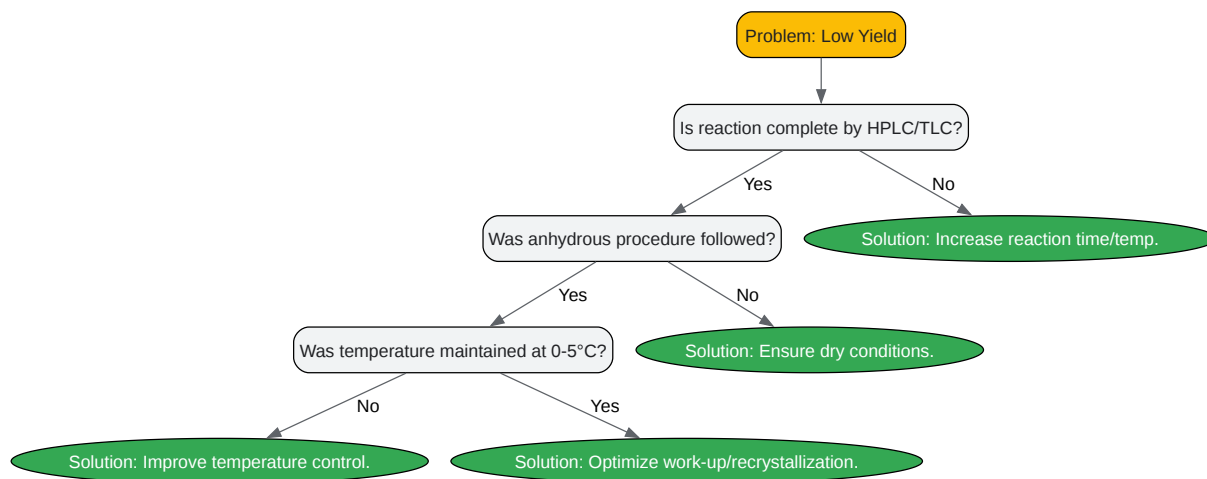 Problem: Low Yield
Is reaction complete by HPLC/TLC?
Yes
No
Was anhydrous procedure followed?
Solution: Increase reaction time/temp.
Yes
No
Was temperature maintained at 0-5°C?
Solution: Ensure dry conditions.
No
Yes
Solution: Improve temperature control.
Solution: Optimize work-up/recrystallization.